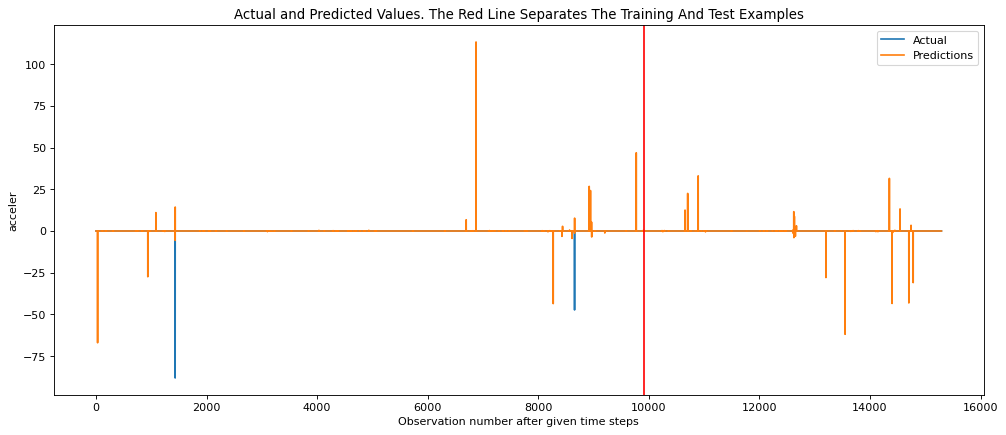 Actual and Predicted Values. The Red Line Separates The Training And Test Examples
Actual
Predictions
acceler
100
75
50
25
0
−25
−50
−75
0 2000 4000 6000 8000 10000 12000 14000 16000
Observation number after given time steps